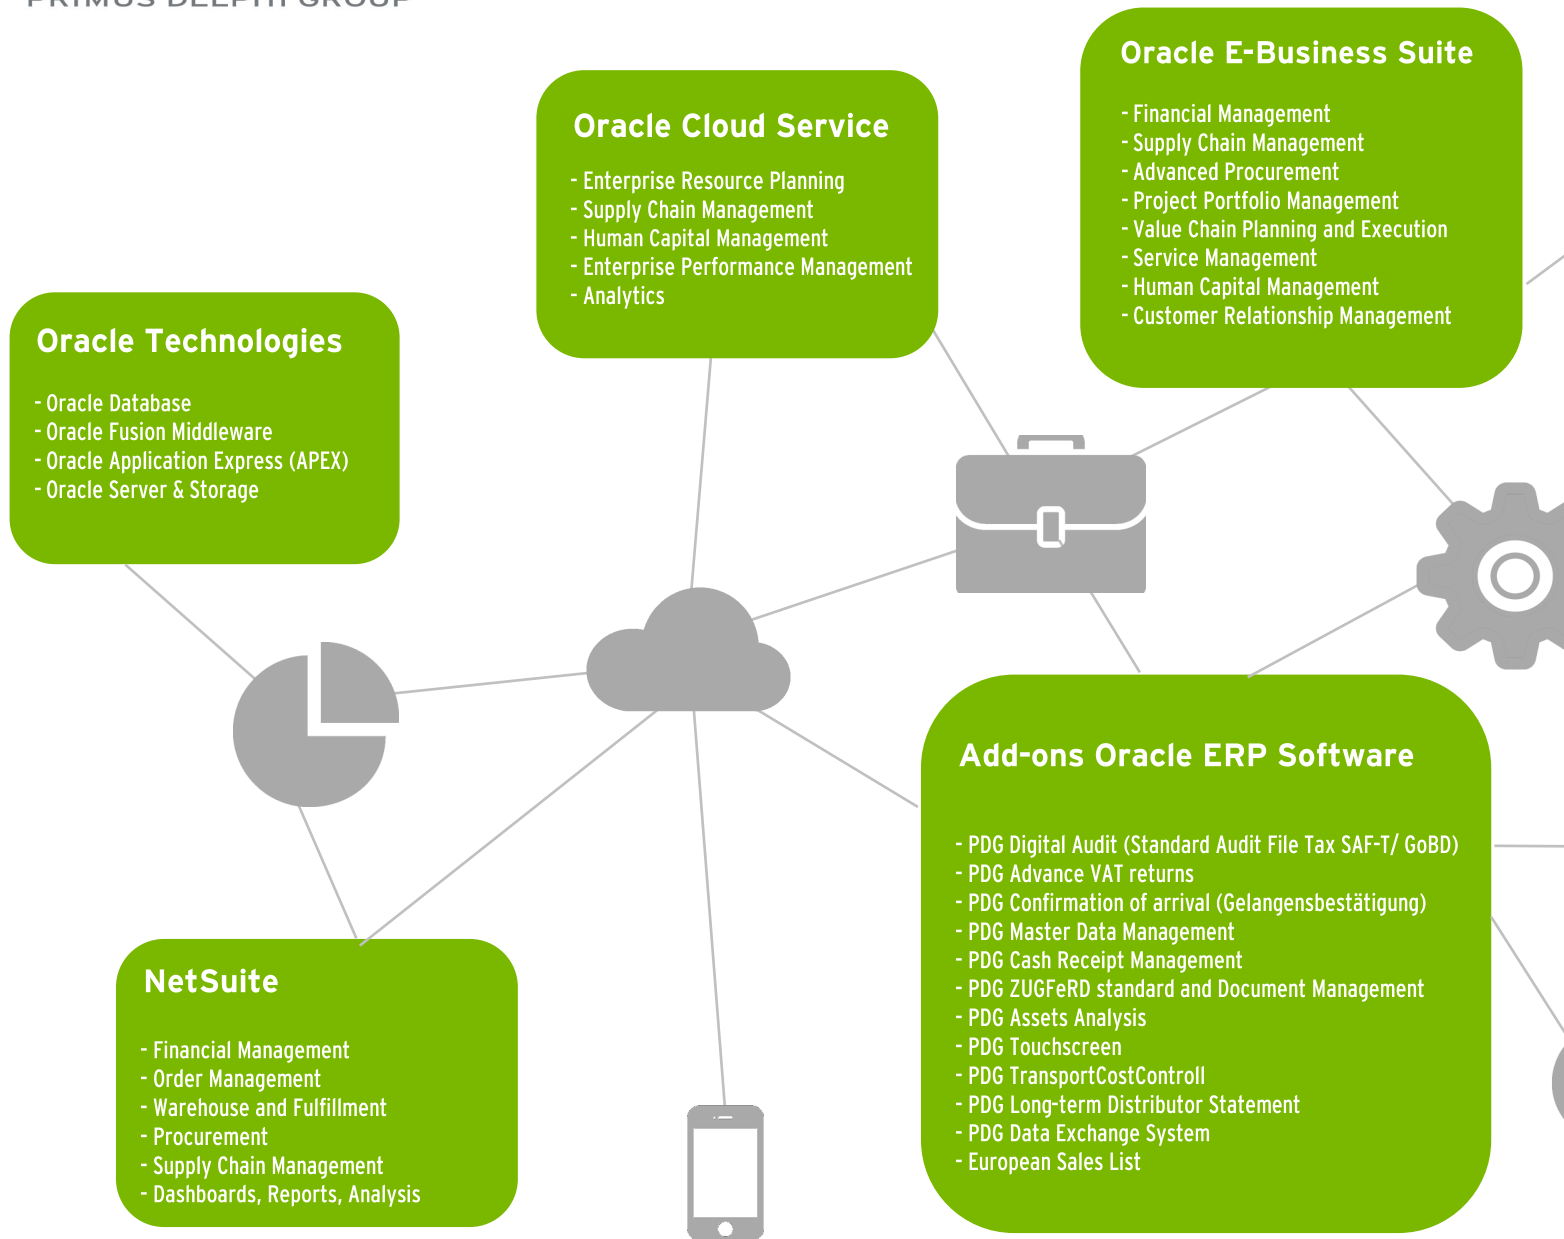 PRIMUS DELPHI GROUP
Oracle E-Business Suite
- Financial Management
- Supply Chain Management
- Advanced Procurement
- Project Portfolio Management
- Value Chain Planning and Execution
- Service Management
- Human Capital Management
- Customer Relationship Management
Oracle Cloud Service
- Enterprise Resource Planning
- Supply Chain Management
- Human Capital Management
- Enterprise Performance Management
- Analytics
Oracle Technologies
- Oracle Database
- Oracle Fusion Middleware
- Oracle Application Express (APEX)
- Oracle Server & Storage
Add-ons Oracle ERP Software
- PDG Digital Audit (Standard Audit File Tax SAF-T/ GoBD)
- PDG Advance VAT returns
- PDG Confirmation of arrival (Gelangensbestätigung)
- PDG Master Data Management
- PDG Cash Receipt Management
- PDG ZUGFeRD standard and Document Management
- PDG Assets Analysis
- PDG Touchscreen
- PDG TransportCostControll
- PDG Long-term Distributor Statement
- PDG Data Exchange System
- European Sales List
NetSuite
- Financial Management
- Order Management
- Warehouse and Fulfillment
- Procurement
- Supply Chain Management
- Dashboards, Reports, Analysis